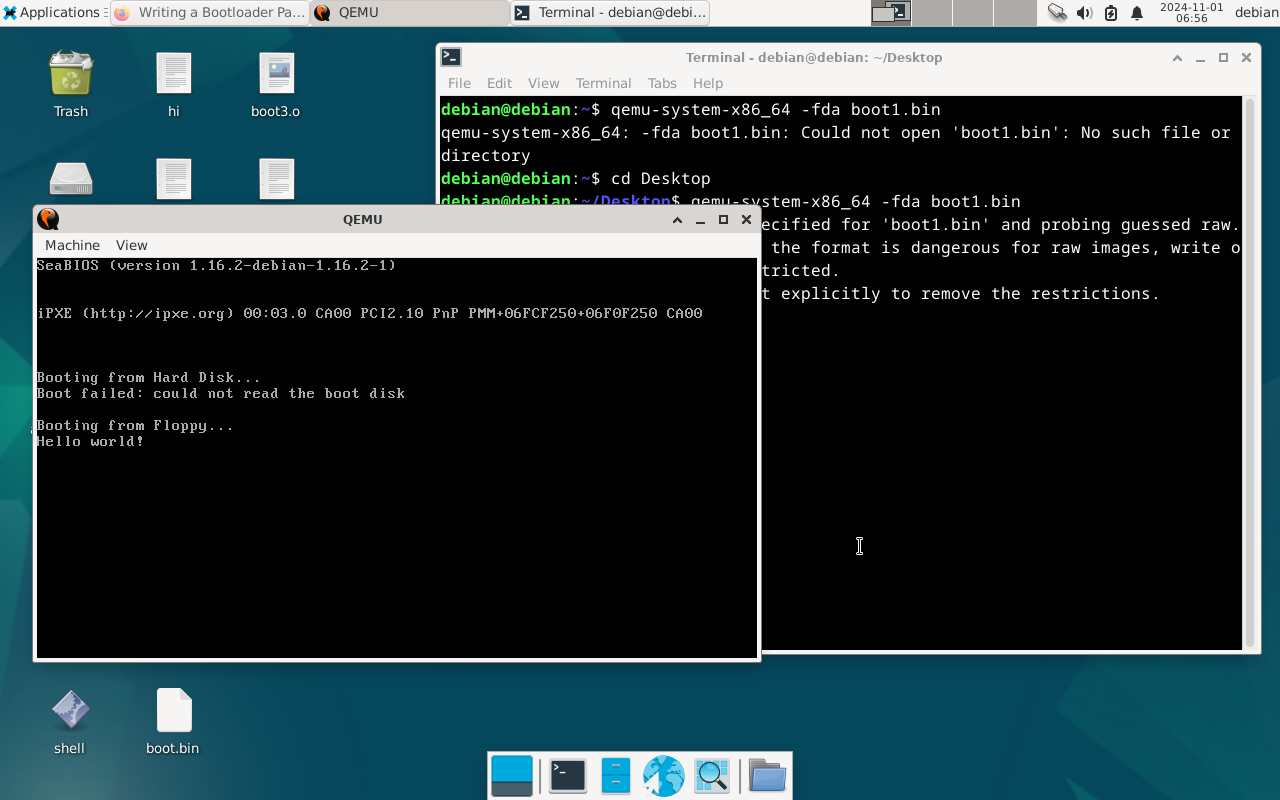 Applications
Writing a Bootloader Pa...
QEMU
Terminal - debian@debi...
2024-11-01
06:56
debian
Trash
hi
boot3.o
Terminal - debian@debian: ~/Desktop
File Edit View Terminal Tabs Help
debian@debian:~$ qemu-system-x86_64 -fda boot1.bin
qemu-system-x86_64: -fda boot1.bin: Could not open 'boot1.bin': No such file or
directory
debian@debian:~$ cd Desktop
debian@debian:~/Desktop$ qemu-system-x86_64 -fda boot1.bin
ecified for 'boot1.bin' and probing guessed raw.
the format is dangerous for raw images, write o
tricted.
t explicitly to remove the restrictions.
QEMU
Machine View
SeaBIOS (version 1.16.2-debian-1.16.2-1)
iPXE (http://ipxe.org) 00:03.0 CA00 PCI2.10 PnP PMM+06FCF250+06F0F250 CA00
Booting from Hard Disk...
Boot failed: could not read the boot disk
Booting from Floppy...
Hello world!
shell
boot.bin